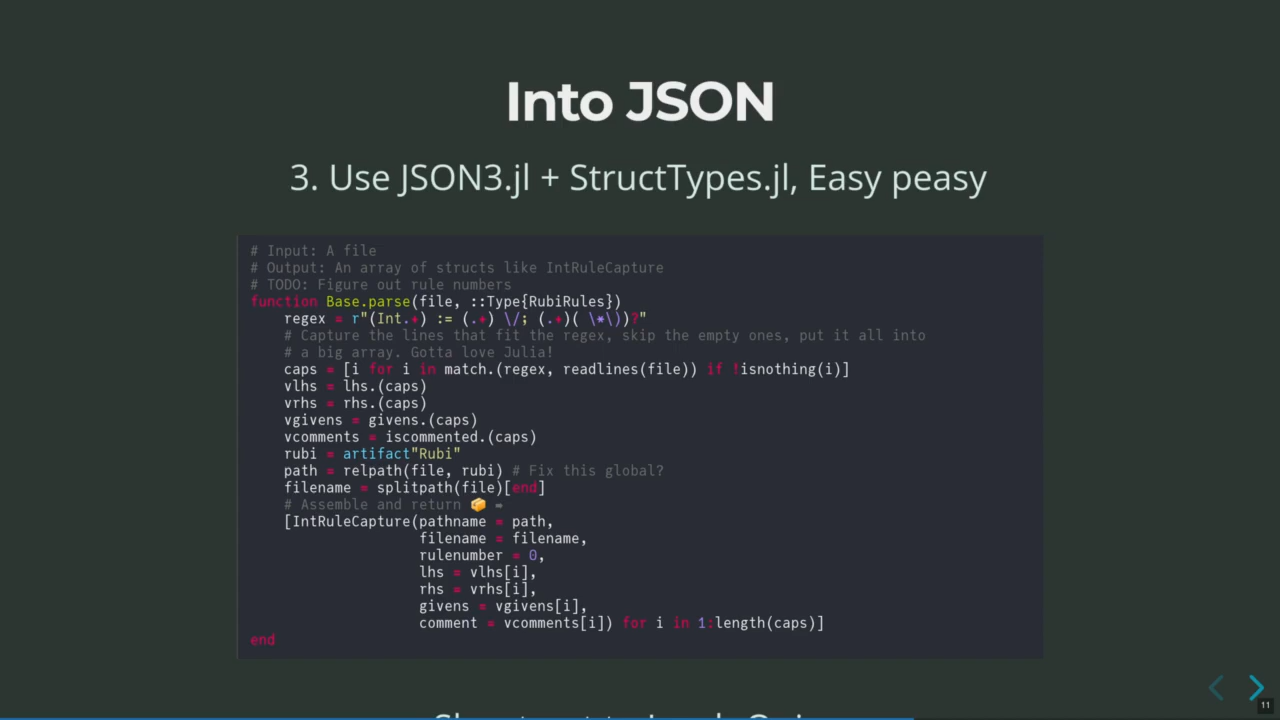 Into JSON
3. Use JSON3.jl + StructTypes.jl, Easy peasy
# Input: A file
# Output: An array of structs like IntRuleCapture
# TODO: Figure out rule numbers
function Base.parse(file, ::Type{RubiRules})
    regex = r"(Int.+) := (.+) \/; (.+)( \*\))?"
    # Capture the lines that fit the regex, skip the empty ones, put it all into
    # a big array. Gotta love Julia!
    caps = [i for i in match.(regex, readlines(file)) if !isnothing(i)]
    vlhs = lhs.(caps)
    vrhs = rhs.(caps)
    vgivens = givens.(caps)
    vcomments = iscommented.(caps)
    rubi = artifact"Rubi"
    path = relpath(file, rubi) # Fix this global?
    filename = splitpath(file)[end]
    # Assemble and return
    [IntRuleCapture(pathname = path,
                    filename = filename,
                    rulenumber = 0,
                    lhs = vlhs[i],
                    rhs = vrhs[i],
                    givens = vgivens[i],
                    comment = vcomments[i]) for i in 1:length(caps)]
end
11